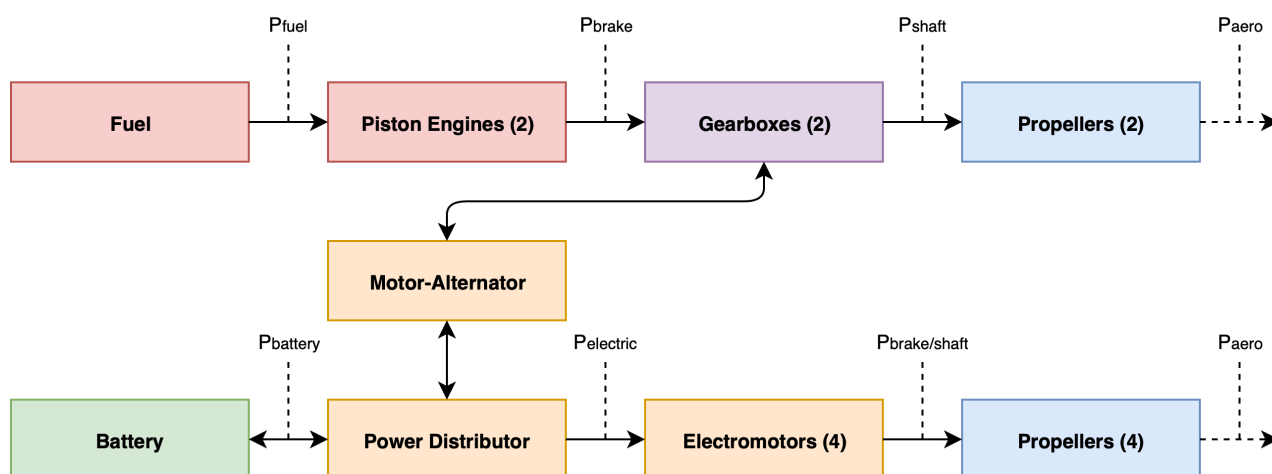 Pfuel
Pbrake
Pshaft
Paero
Fuel
Piston Engines (2)
Gearboxes (2)
Propellers (2)
Motor-Alternator
Pbattery
Pelectric
Pbrake/shaft
Paero
Battery
Power Distributor
Electromotors (4)
Propellers (4)